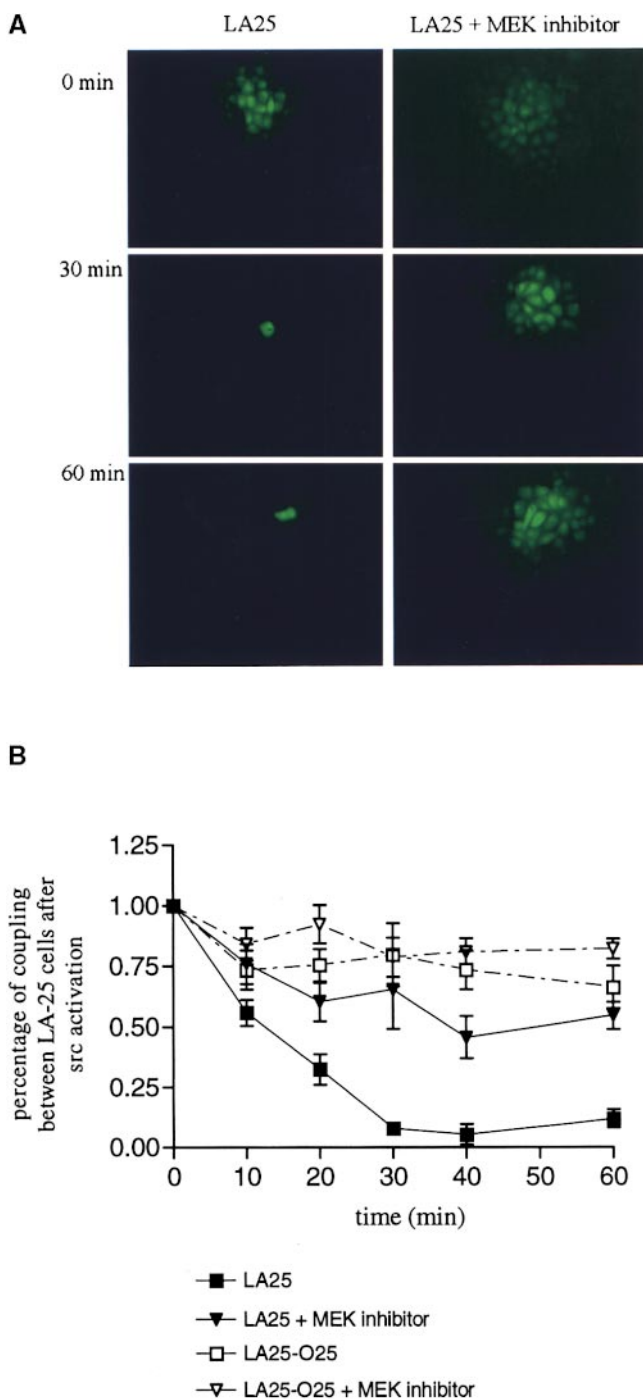 A
LA25
LA25 + MEK inhibitor
0 min
30 min
60 min
B
percentage of coupling
between LA-25 cells after
src activation
1.25
1.00
0.75
0.50
0.25
0.00
0 10 20 30 40 50 60
time (min)
LA25
LA25 + MEK inhibitor
LA25-O25
LA25-O25 + MEK inhibitor